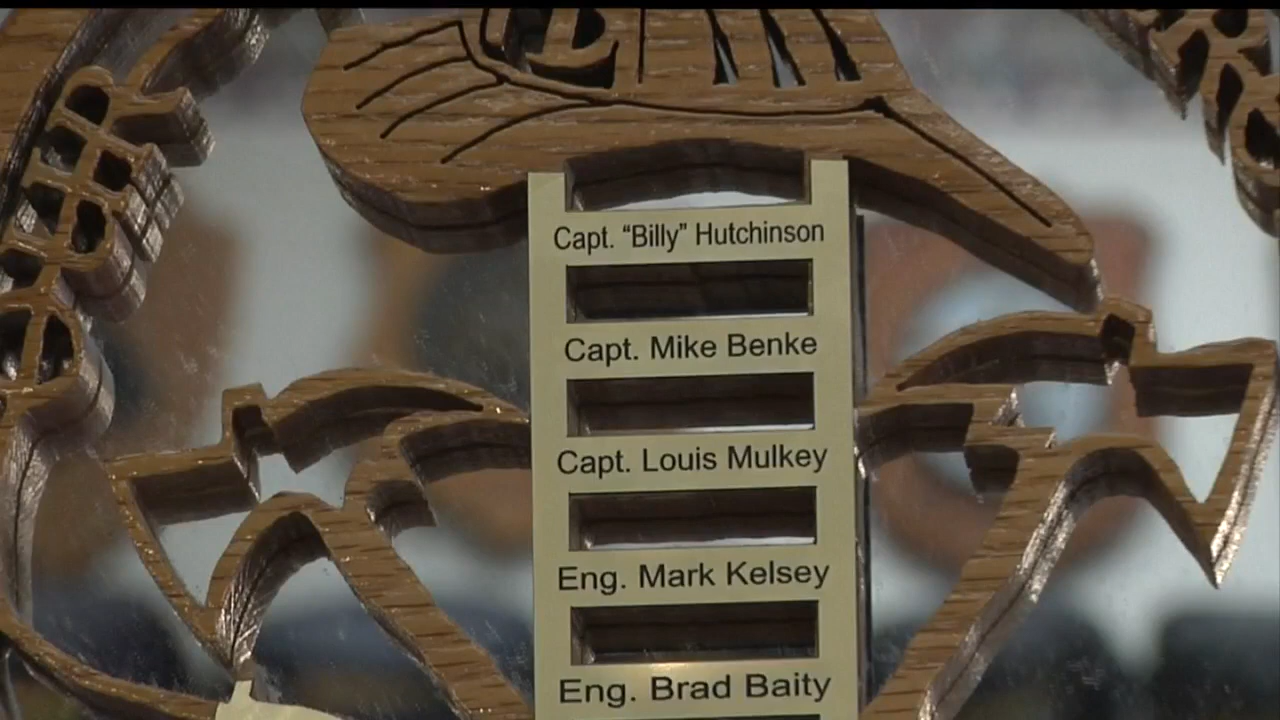 Capt. “Billy” Hutchinson
Capt. Mike Benke
Capt. Louis Mulkey
Eng. Mark Kelsey
Eng. Brad Baity